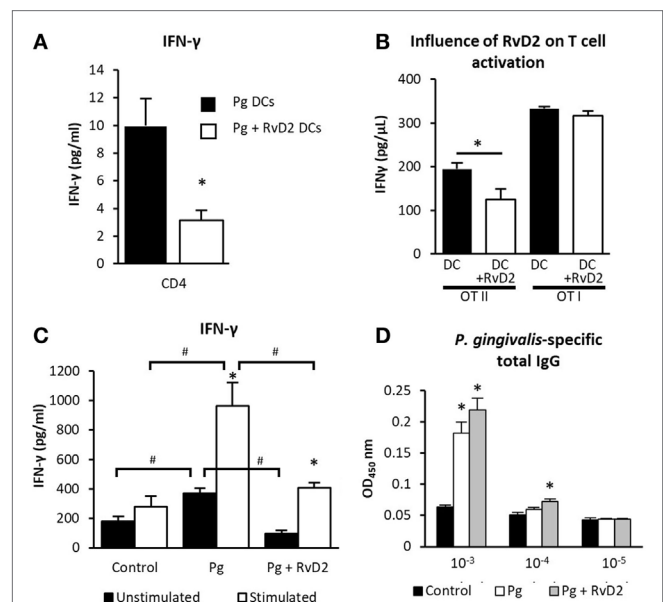 A
IFN-γ
14
12
10
8
6
4
2
0
IFN-γ (pg/ml)
Pg DCs
Pg + RvD2 DCs
*
CD4
B
Influence of RvD2 on T cell
activation
400
300
200
100
0
IFNγ (pg/µL)
*
DC DC DC DC
+RvD2 +RvD2
OT II OT I
C
IFN-γ
1200
1000
800
600
400
200
0
IFN-γ (pg/ml)
# #
*
# #
*
Control Pg Pg + RvD2
Unstimulated Stimulated
D
P. gingivalis-specific
total IgG
0.25
0.2
0.15
0.1
0.05
0
OD450 nm
* *
*
10-3 10-4 10-5
Control Pg Pg + RvD2